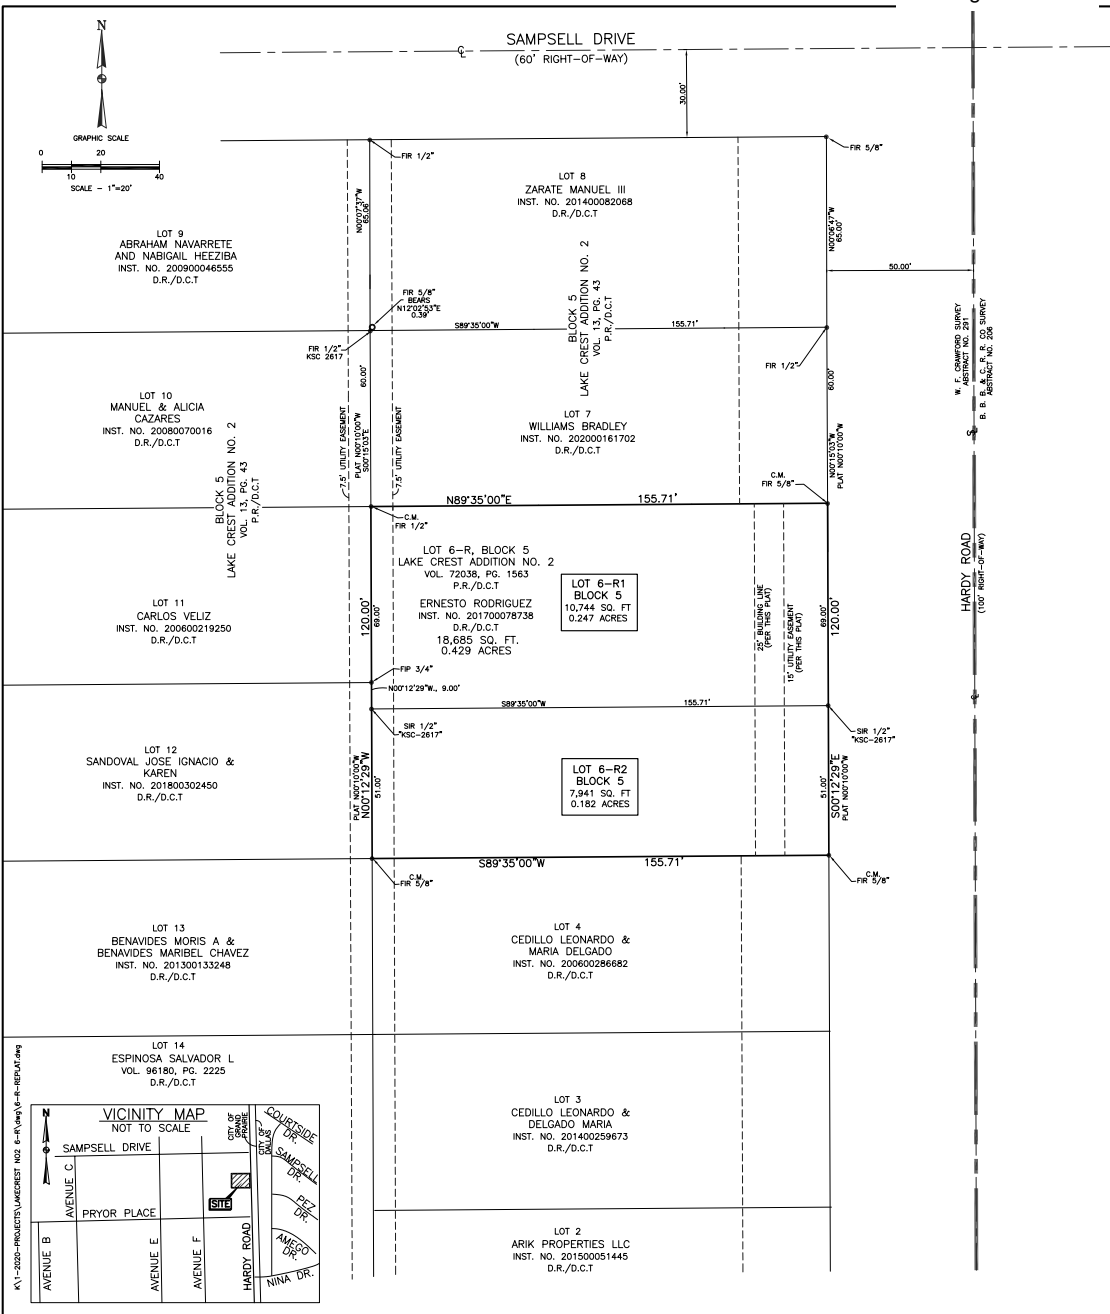 SAMPSELL DRIVE
(60' RIGHT-OF-WAY)
℄
30.00'
N
GRAPHIC SCALE
0 20
10 40
SCALE - 1"=20'
FIR 1/2"
FIR 5/8"
LOT 8
ZARATE MANUEL III
INST. NO. 201400082068
D.R./D.C.T
N00°07'37"W
65.06'
N00°06'47"W
65.00'
50.00'
LOT 9
ABRAHAM NAVARRETE
AND NABIGAIL HEEZIBA
INST. NO. 200900046555
D.R./D.C.T
BLOCK 5
LAKE CREST ADDITION NO. 2
VOL. 13, PG. 43
P.R./D.C.T
FIR 5/8"
BEARS
N12°02'53"E
0.39'
S89°35'00"W 155.71'
FIR 1/2"
KSC 2617
FIR 1/2"
W. F. CRAWFORD SURVEY
ABSTRACT NO. 291
B. B. B. & C. R. R. CO SURVEY
ABSTRACT NO. 206
60.00'
60.00'
LOT 10
MANUEL & ALICIA
CAZARES
INST. NO. 20080070016
D.R./D.C.T
LOT 7
WILLIAMS BRADLEY
INST. NO. 202000161702
D.R./D.C.T
7.5' UTILITY EASEMENT
PLAT N00°10'00"W
S00°15'03"E
7.5' UTILITY EASEMENT
N00°15'03"W
PLAT N00°10'00"W
BLOCK 5
LAKE CREST ADDITION NO. 2
VOL. 13, PG. 43
P.R./D.C.T
C.M.
FIR 5/8"
N89°35'00"E 155.71'
C.M.
FIR 1/2"
LOT 6-R, BLOCK 5
LAKE CREST ADDITION NO. 2
VOL. 72038, PG. 1563
P.R./D.C.T
ERNESTO RODRIGUEZ
INST. NO. 201700078738
D.R./D.C.T
18,685 SQ. FT.
0.429 ACRES
LOT 6-R1
BLOCK 5
10,744 SQ. FT
0.247 ACRES
120.00'
69.00'
25' BUILDING LINE
(PER THIS PLAT)
15' UTILITY EASEMENT
(PER THIS PLAT)
69.00'
120.00'
HARDY ROAD
(100' RIGHT-OF-WAY)
LOT 11
CARLOS VELIZ
INST. NO. 200600219250
D.R./D.C.T
FIP 3/4"
N00°12'29"W., 9.00'
S89°35'00"W 155.71'
SIR 1/2"
"KSC-2617"
SIR 1/2"
"KSC-2617"
LOT 12
SANDOVAL JOSE IGNACIO &
KAREN
INST. NO. 201800302450
D.R./D.C.T
PLAT N00°10'00"W
N00°12'29"W
51.00'
LOT 6-R2
BLOCK 5
7,941 SQ. FT
0.182 ACRES
51.00'
S00°12'29"E
PLAT N00°10'00"W
S89°35'00"W 155.71'
C.M.
FIR 5/8"
C.M.
FIR 5/8"
LOT 13
BENAVIDES MORIS A &
BENAVIDES MARIBEL CHAVEZ
INST. NO. 201300133248
D.R./D.C.T
LOT 4
CEDILLO LEONARDO &
MARIA DELGADO
INST. NO. 200600286682
D.R./D.C.T
LOT 14
ESPINOSA SALVADOR L
VOL. 96180, PG. 2225
D.R./D.C.T
LOT 3
CEDILLO LEONARDO &
DELGADO MARIA
INST. NO. 201400259673
D.R./D.C.T
LOT 2
ARIK PROPERTIES LLC
INST. NO. 201500051445
D.R./D.C.T
K:\1-2020-PROJECTS\LAKECREST NO2 6-R\dwg\6-R-REPLAT.dwg
N
VICINITY MAP
NOT TO SCALE
SAMPSELL DRIVE
CITY OF
GRAND
PRAIRIE
CITY OF
DALLAS
COURTSIDE
DR.
SAMPSELL
DR.
AVENUE C
SITE
PRYOR PLACE
PEZ
DR.
AVENUE B
AVENUE E
AVENUE F
HARDY ROAD
AMEGO
DR.
NINA DR.